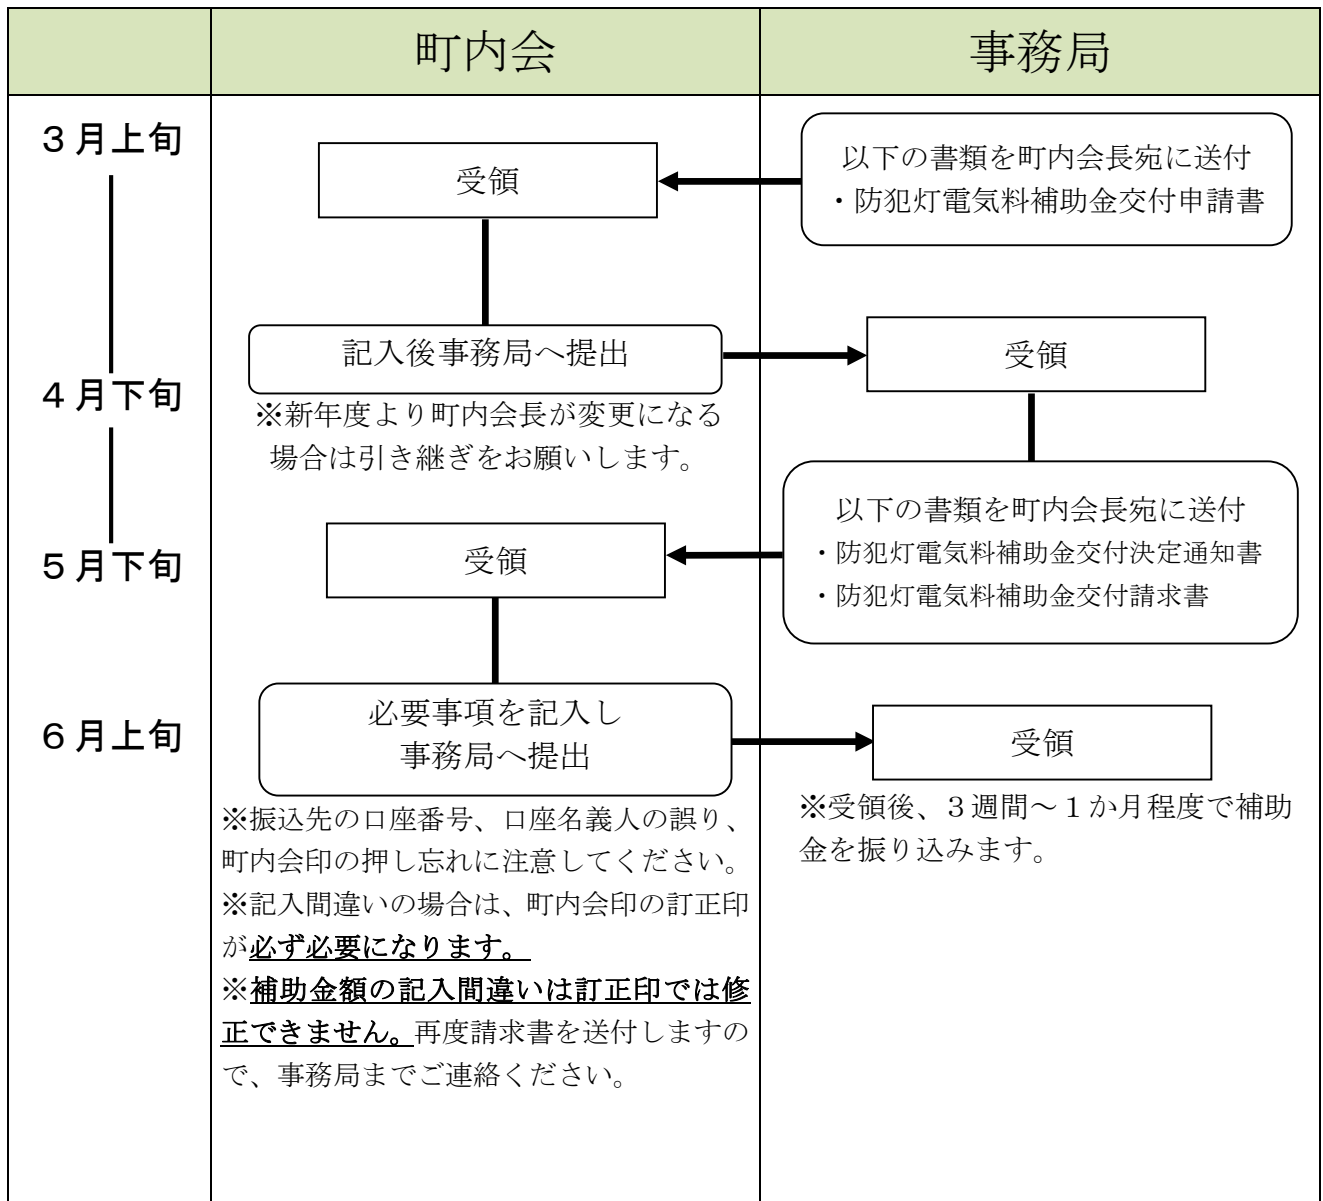 町内会
事務局
３月上旬
受領
以下の書類を町内会長宛に送付
・防犯灯電気料補助金交付申請書
４月下旬
記入後事務局へ提出
受領
※新年度より町内会長が変更になる
場合は引き継ぎをお願いします。
５月下旬
受領
以下の書類を町内会長宛に送付
・防犯灯電気料補助金交付決定通知書
・防犯灯電気料補助金交付請求書
６月上旬
必要事項を記入し
事務局へ提出
受領
※振込先の口座番号、口座名義人の誤り、
町内会印の押し忘れに注意してください。
※記入間違いの場合は、町内会印の訂正印
が必ず必要になります。
※補助金額の記入間違いは訂正印では修
正できません。再度請求書を送付しますの
で、事務局までご連絡ください。
※受領後、３週間～１か月程度で補助
金を振り込みます。